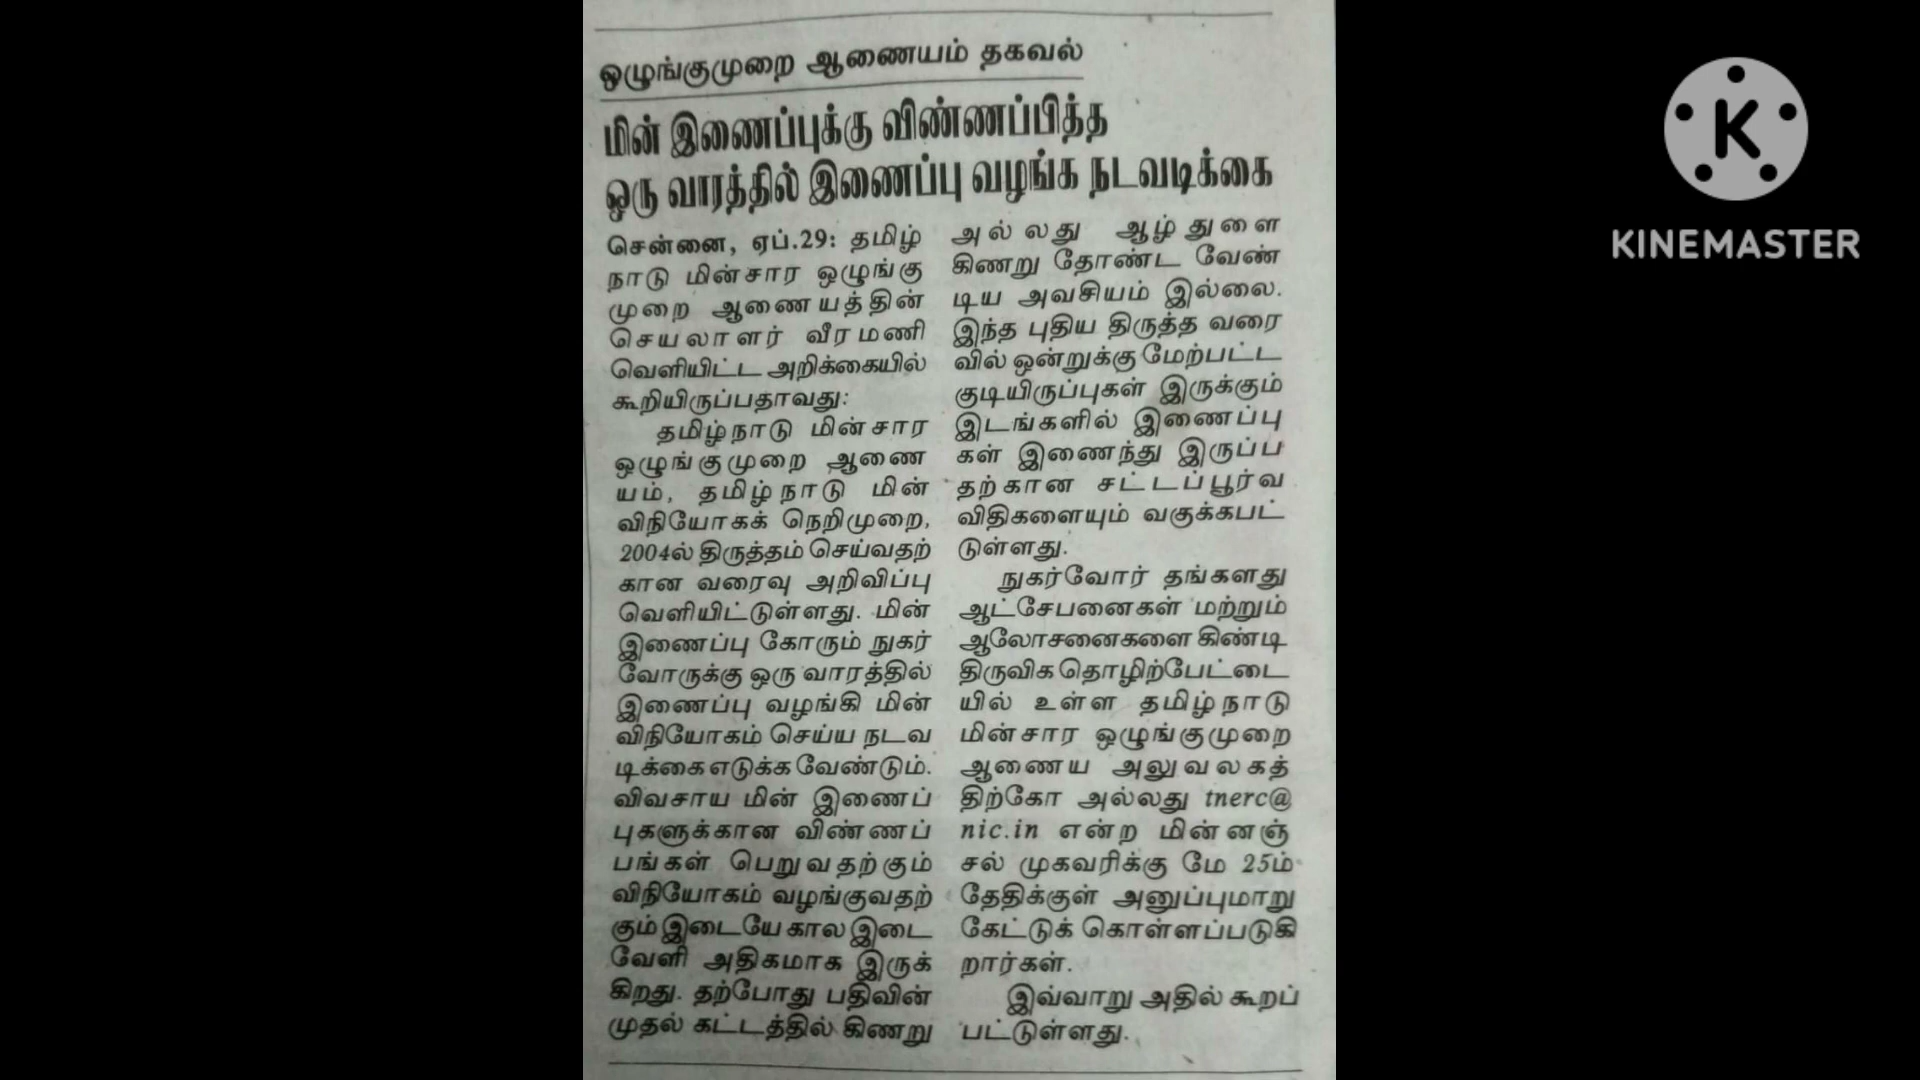 ஒழுங்குமுறை ஆணையம் தகவல்
மின் இணைப்புக்கு விண்ணப்பித்த
ஒரு வாரத்தில் இணைப்பு வழங்க நடவடிக்கை
சென்னை, ஏப்.29: தமிழ்
நாடு மின்சார ஒழுங்கு
முறை ஆணையத்தின்
செயலாளர் வீரமணி
வெளியிட்ட அறிக்கையில்
கூறியிருப்பதாவது:
தமிழ்நாடு மின்சார
ஒழுங்குமுறை ஆணை
யம், தமிழ்நாடு மின்
விநியோகக் நெறிமுறை,
2004ல் திருத்தம் செய்வதற்
கான வரைவு அறிவிப்பு
வெளியிட்டுள்ளது. மின்
இணைப்பு கோரும் நுகர்
வோருக்கு ஒரு வாரத்தில்
இணைப்பு வழங்கி மின்
விநியோகம் செய்ய நடவ
டிக்கை எடுக்க வேண்டும்.
விவசாய மின் இணைப்
புகளுக்கான விண்ணப்
பங்கள் பெறுவதற்கும்
விநியோகம் வழங்குவதற்
கும் இடையே கால இடை
வேளி அதிகமாக இருக்
கிறது. தற்போது பதிவின்
முதல் கட்டத்தில் கிணறு
அல்லது ஆழ்துளை
கிணறு தோண்ட வேண்
டிய அவசியம் இல்லை.
இந்த புதிய திருத்த வரை
வில் ஒன்றுக்கு மேற்பட்ட
குடியிருப்புகள் இருக்கும்
இடங்களில் இணைப்பு
கள் இணைந்து இருப்ப
தற்கான சட்டப்பூர்வ
விதிகளையும் வகுக்கபட்
டுள்ளது.
நுகர்வோர் தங்களது
ஆட்சேபனைகள் மற்றும்
ஆலோசனைகளை கிண்டி
திருவிக தொழிற்பேட்டை
யில் உள்ள தமிழ்நாடு
மின்சார ஒழுங்குமுறை
ஆணைய அலுவலகத்
திற்கோ அல்லது tnerc@
nic.in என்ற மின்னஞ்
சல் முகவரிக்கு மே 25ம்
தேதிக்குள் அனுப்புமாறு
கேட்டுக் கொள்ளப்படுகி
றார்கள்.
இவ்வாறு அதில் கூறப்
பட்டுள்ளது.
K
KINEMASTER